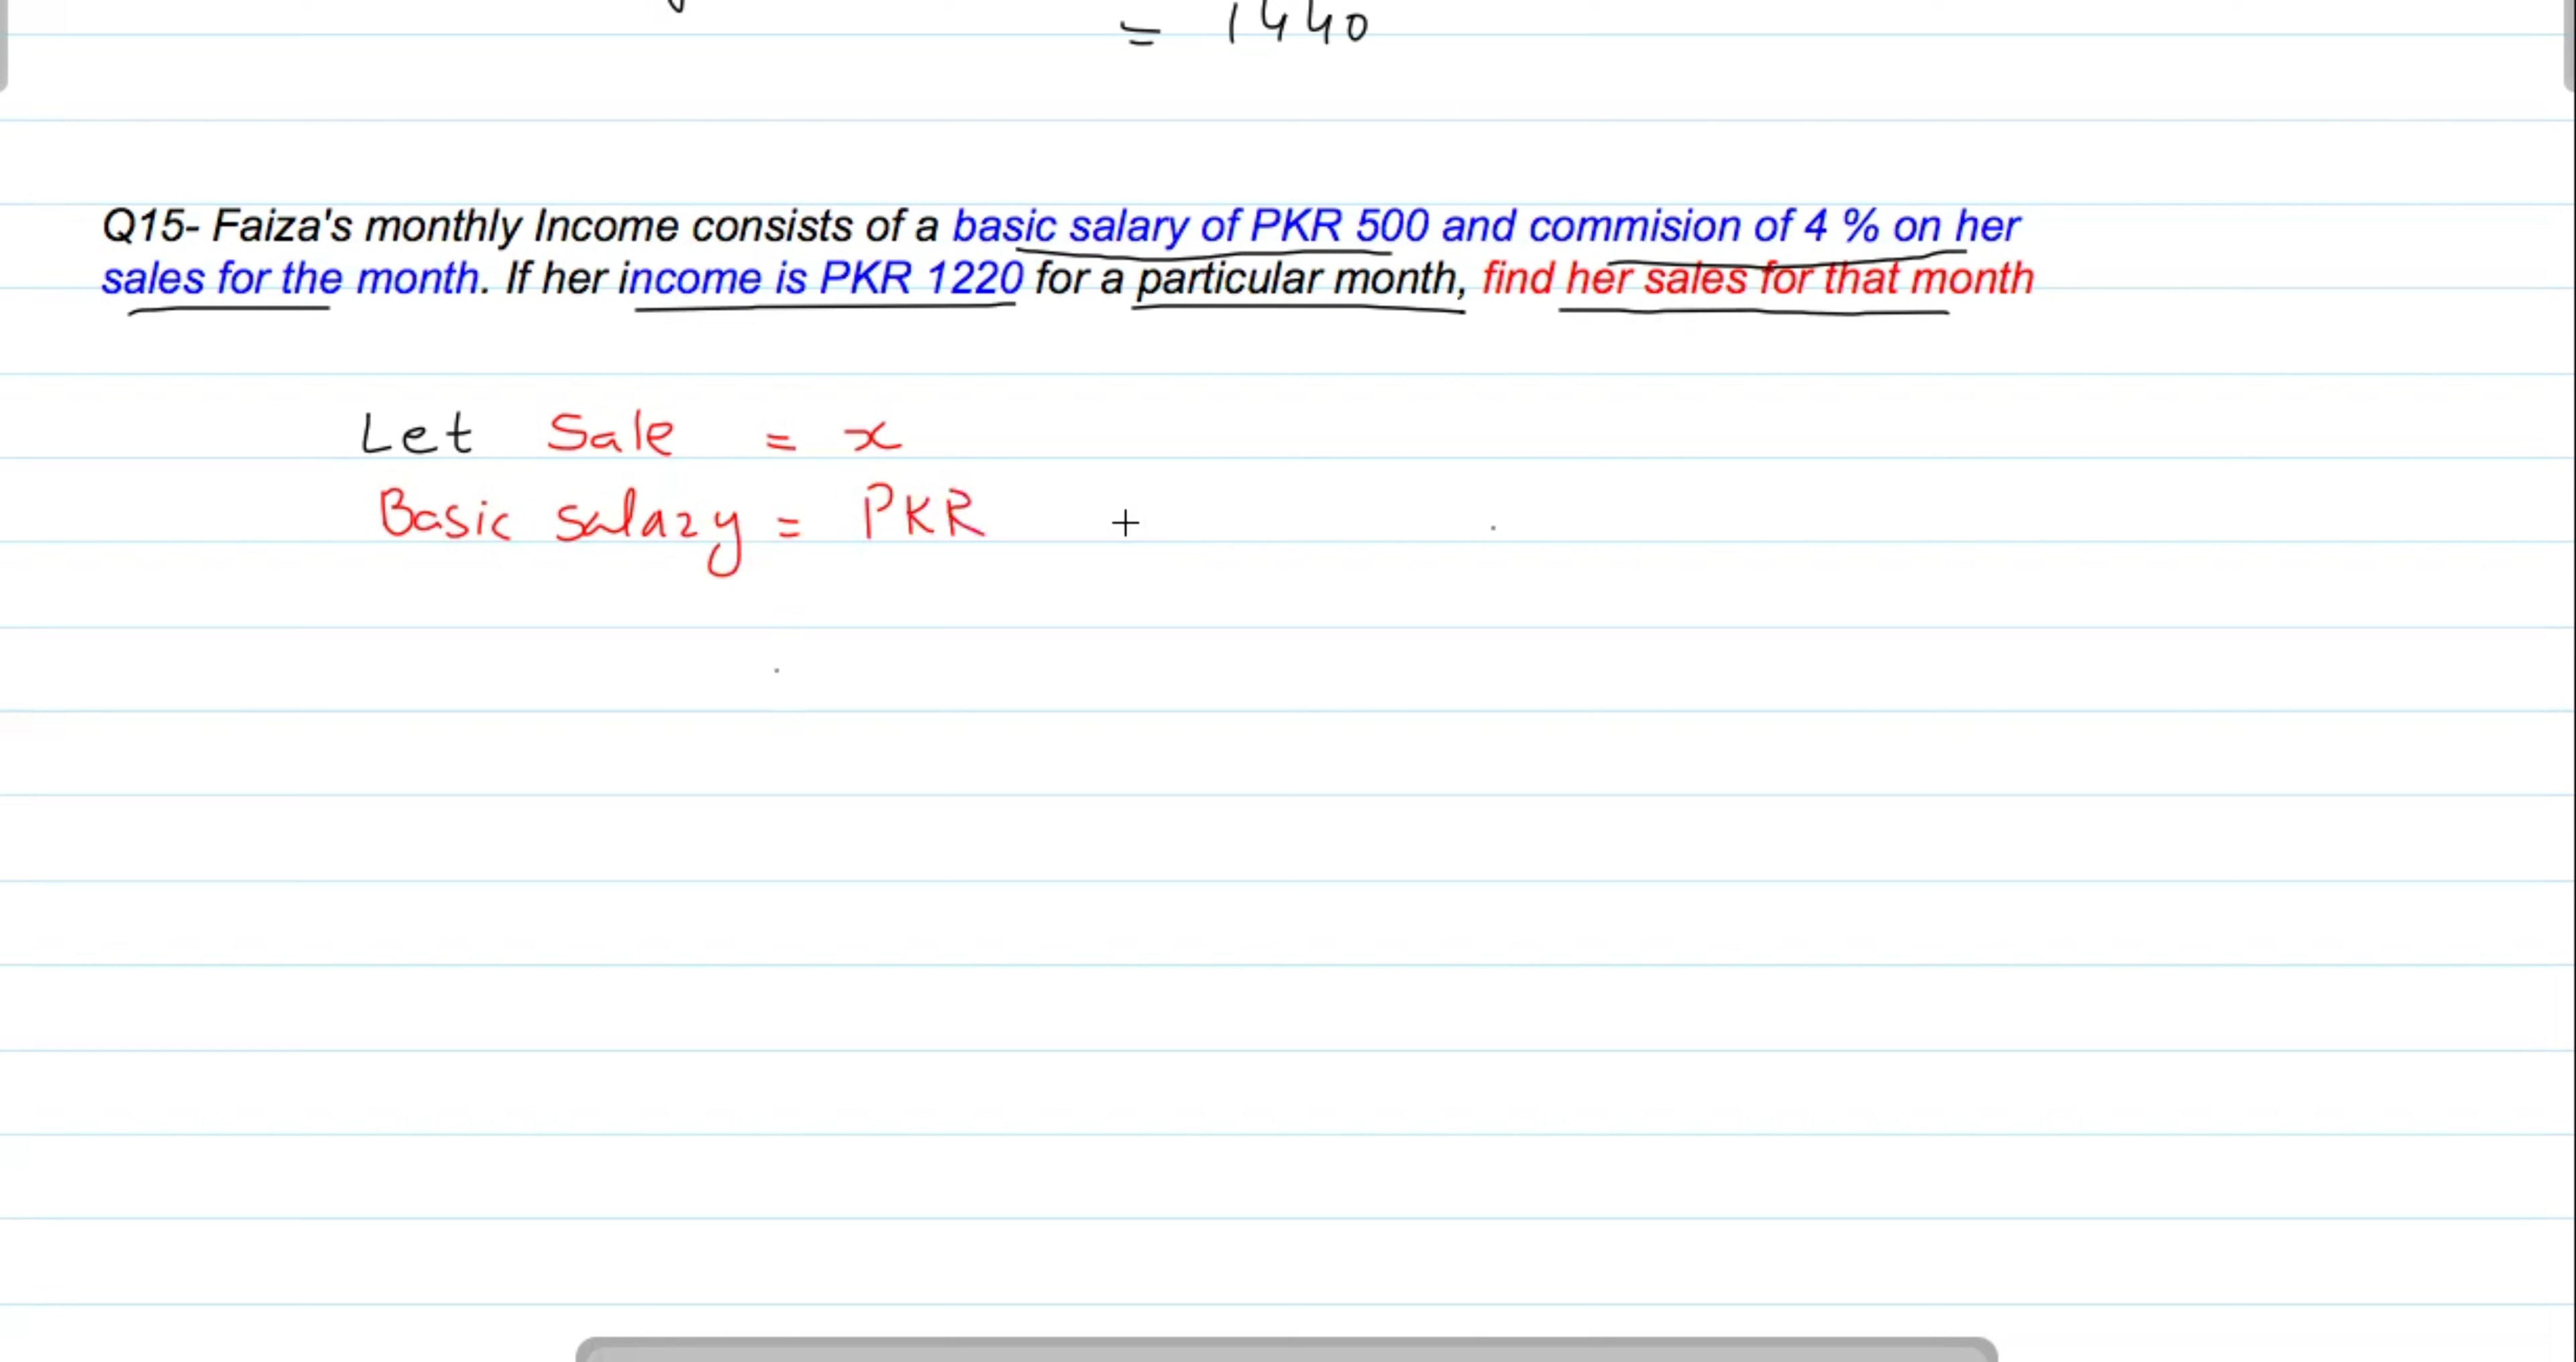 = 1440
Q15- Faiza's monthly Income consists of a basic salary of PKR 500 and commision of 4 % on her
sales for the month. If her income is PKR 1220 for a particular month, find her sales for that month
Let Sale = x
Basic salary = PKR